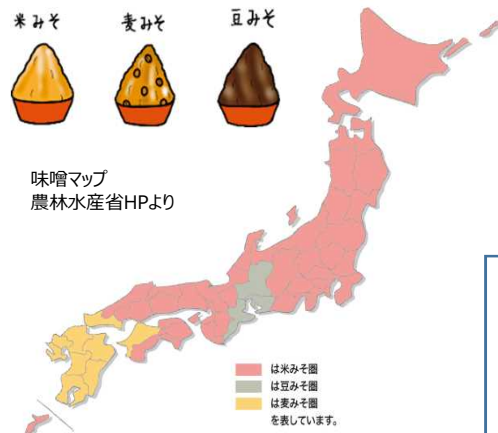 米みそ
麦みそ
豆みそ
味噌マップ
農林水産省HPより
は米みそ圏
は豆みそ圏
は麦みそ圏
を表しています。